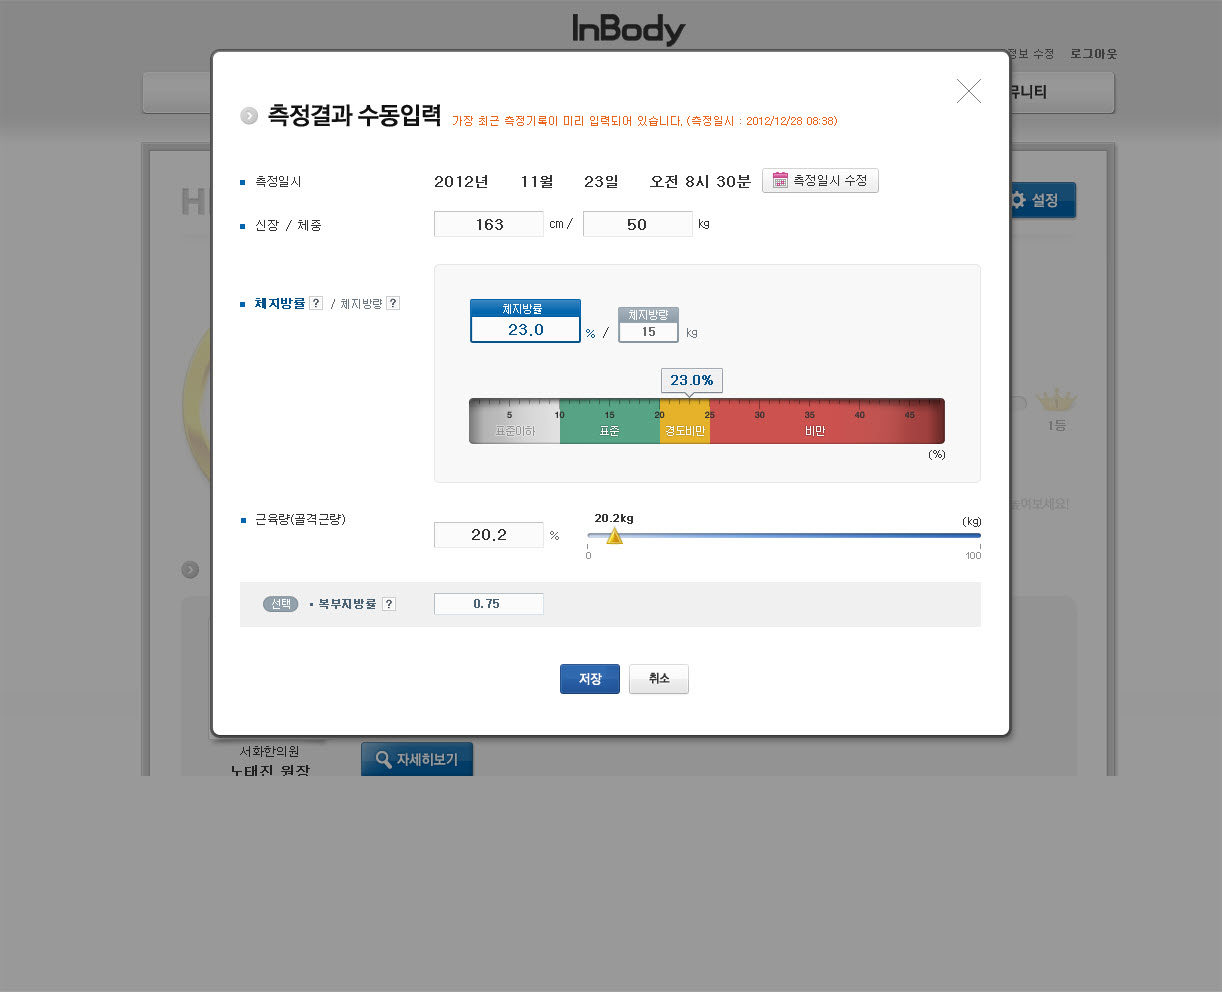 InBody
정보 수정 로그아웃
뮤니티
측정결과 수동입력 가장 최근 측정기록이 미리 입력되어 있습니다. (측정일시 : 2012/12/28 08:38)
측정일시 2012년 11월 23일 오전 8시 30분 측정일시 수정
설정
신장 / 체중 163 cm / 50 kg
체지방률 ? / 체지방량 ?
체지방률 체지방량
23.0 % / 15 kg
23.0%
5 10 15 20 25 30 35 40 45
표준이하 표준 경도비만 비만
(%)
1등
높여보세요!
근육량(골격근량) 20.2 %
20.2kg (kg)
0 100
선택 복부지방률 ? 0.75
저장 취소
서화한의원
노태진 원장
자세히보기